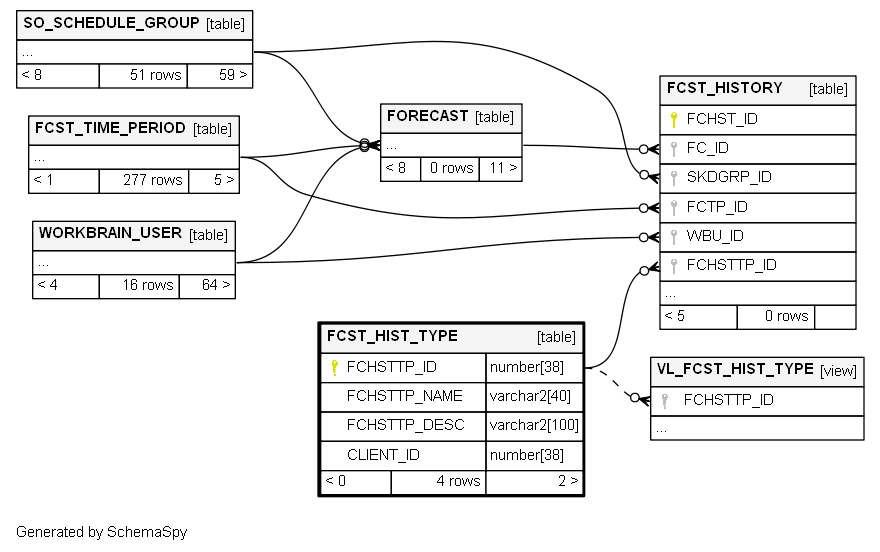 SO_SCHEDULE_GROUP [table]
...
< 8 51 rows 59 >
FCST_TIME_PERIOD [table]
...
< 1 277 rows 5 >
WORKBRAIN_USER [table]
...
< 4 16 rows 64 >
FORECAST [table]
...
< 8 0 rows 11 >
FCST_HISTORY [table]
FCHST_ID
FC_ID
SKDGRP_ID
FCTP_ID
WBU_ID
FCHSTTP_ID
...
< 5 0 rows
FCST_HIST_TYPE [table]
FCHSTTP_ID number[38]
FCHSTTP_NAME varchar2[40]
FCHSTTP_DESC varchar2[100]
CLIENT_ID number[38]
< 0 4 rows 2 >
VL_FCST_HIST_TYPE [view]
FCHSTTP_ID
...
Generated by SchemaSpy